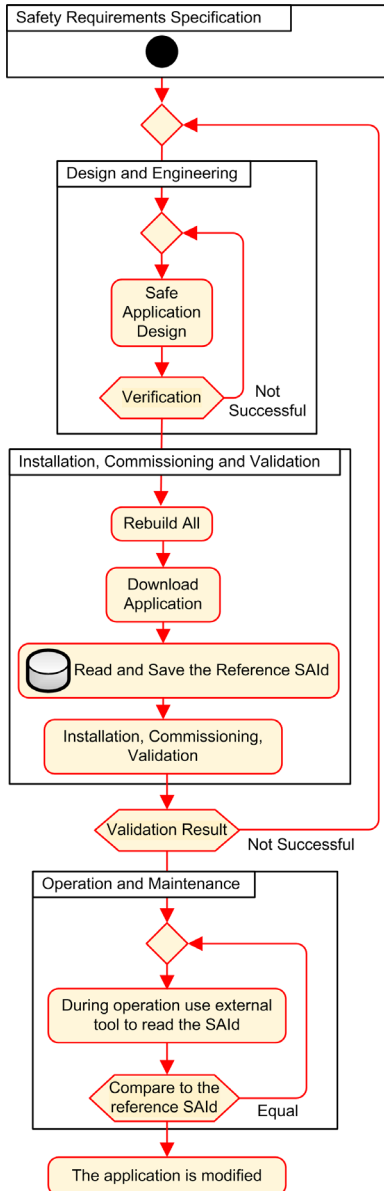 Safety Requirements Specification
Design and Engineering
Safe
Application
Design
Verification
Not
Successful
Installation, Commissioning and Validation
Rebuild All
Download
Application
Read and Save the Reference SAId
Installation, Commissioning,
Validation
Validation Result
Not Successful
Operation and Maintenance
During operation use external
tool to read the SAId
Compare to the
reference SAId
Equal
The application is modified